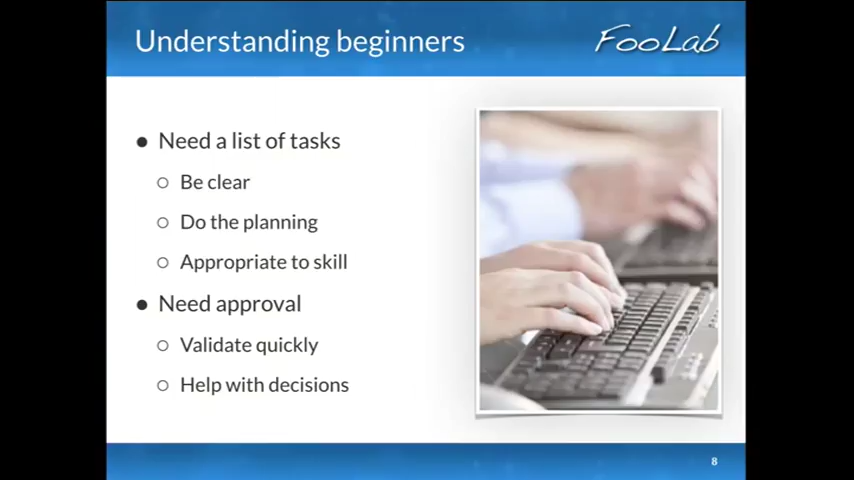 Understanding beginners
FooLab
● Need a list of tasks
○ Be clear
○ Do the planning
○ Appropriate to skill
● Need approval
○ Validate quickly
○ Help with decisions
8